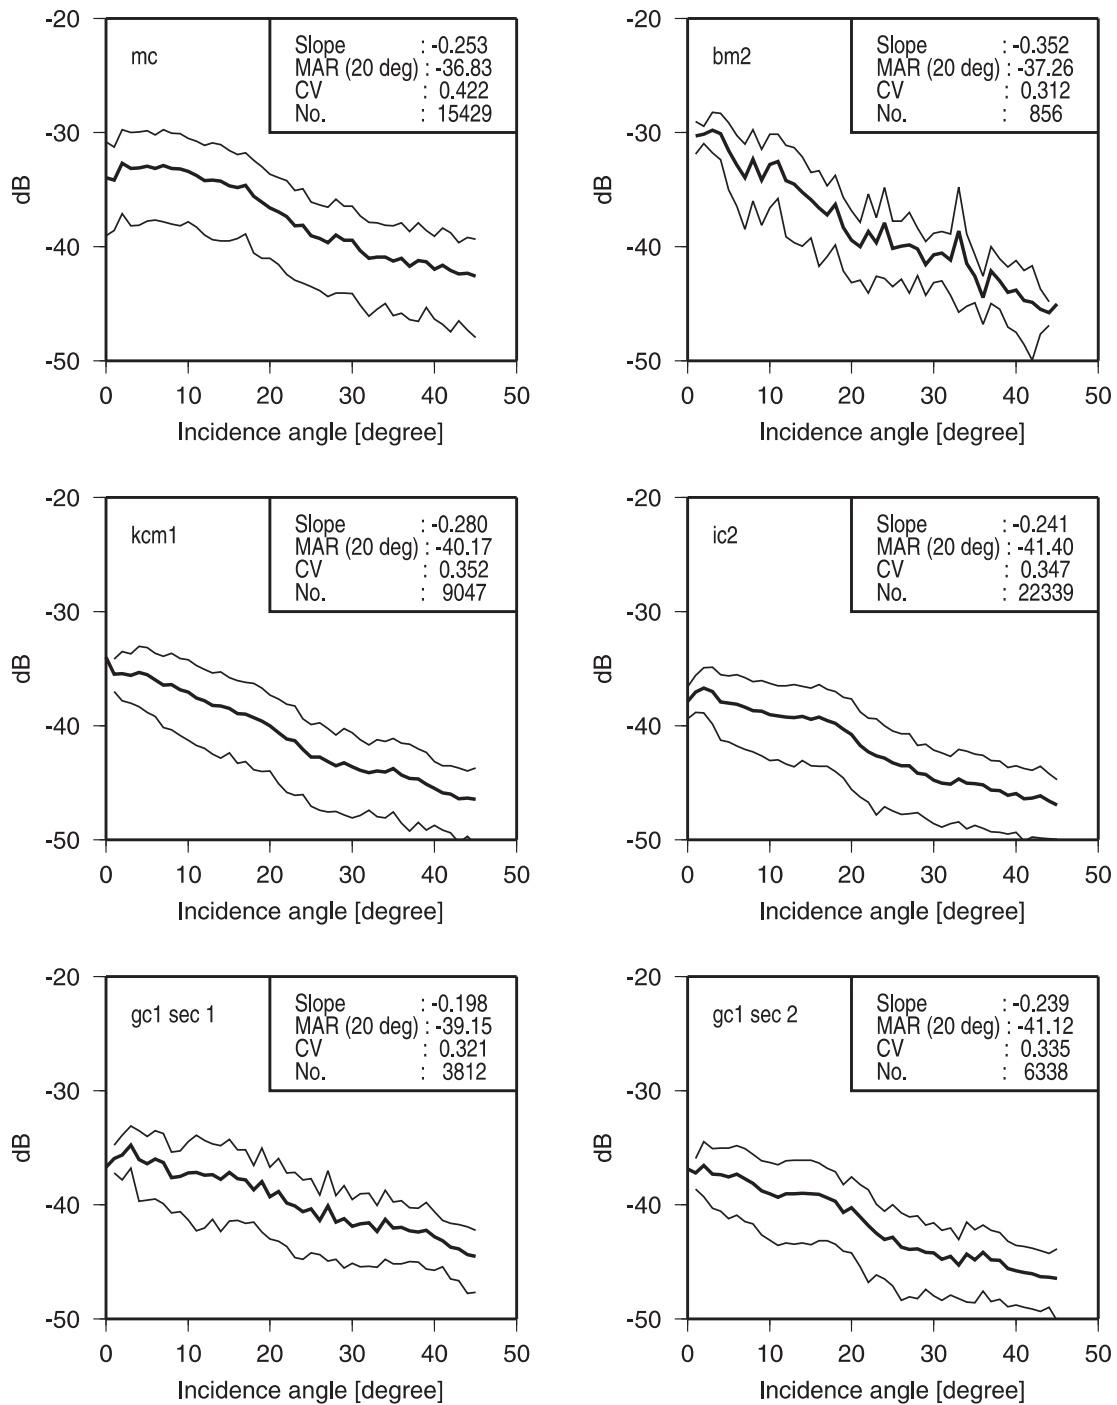 mc
Slope : -0.253
MAR (20 deg) : -36.83
CV : 0.422
No. : 15429
dB
-20
-30
-40
-50
0 10 20 30 40 50
Incidence angle [degree]
bm2
Slope : -0.352
MAR (20 deg) : -37.26
CV : 0.312
No. : 856
dB
-20
-30
-40
-50
0 10 20 30 40 50
Incidence angle [degree]
kcm1
Slope : -0.280
MAR (20 deg) : -40.17
CV : 0.352
No. : 9047
dB
-20
-30
-40
-50
0 10 20 30 40 50
Incidence angle [degree]
ic2
Slope : -0.241
MAR (20 deg) : -41.40
CV : 0.347
No. : 22339
dB
-20
-30
-40
-50
0 10 20 30 40 50
Incidence angle [degree]
gc1 sec 1
Slope : -0.198
MAR (20 deg) : -39.15
CV : 0.321
No. : 3812
dB
-20
-30
-40
-50
0 10 20 30 40 50
Incidence angle [degree]
gc1 sec 2
Slope : -0.239
MAR (20 deg) : -41.12
CV : 0.335
No. : 6338
dB
-20
-30
-40
-50
0 10 20 30 40 50
Incidence angle [degree]